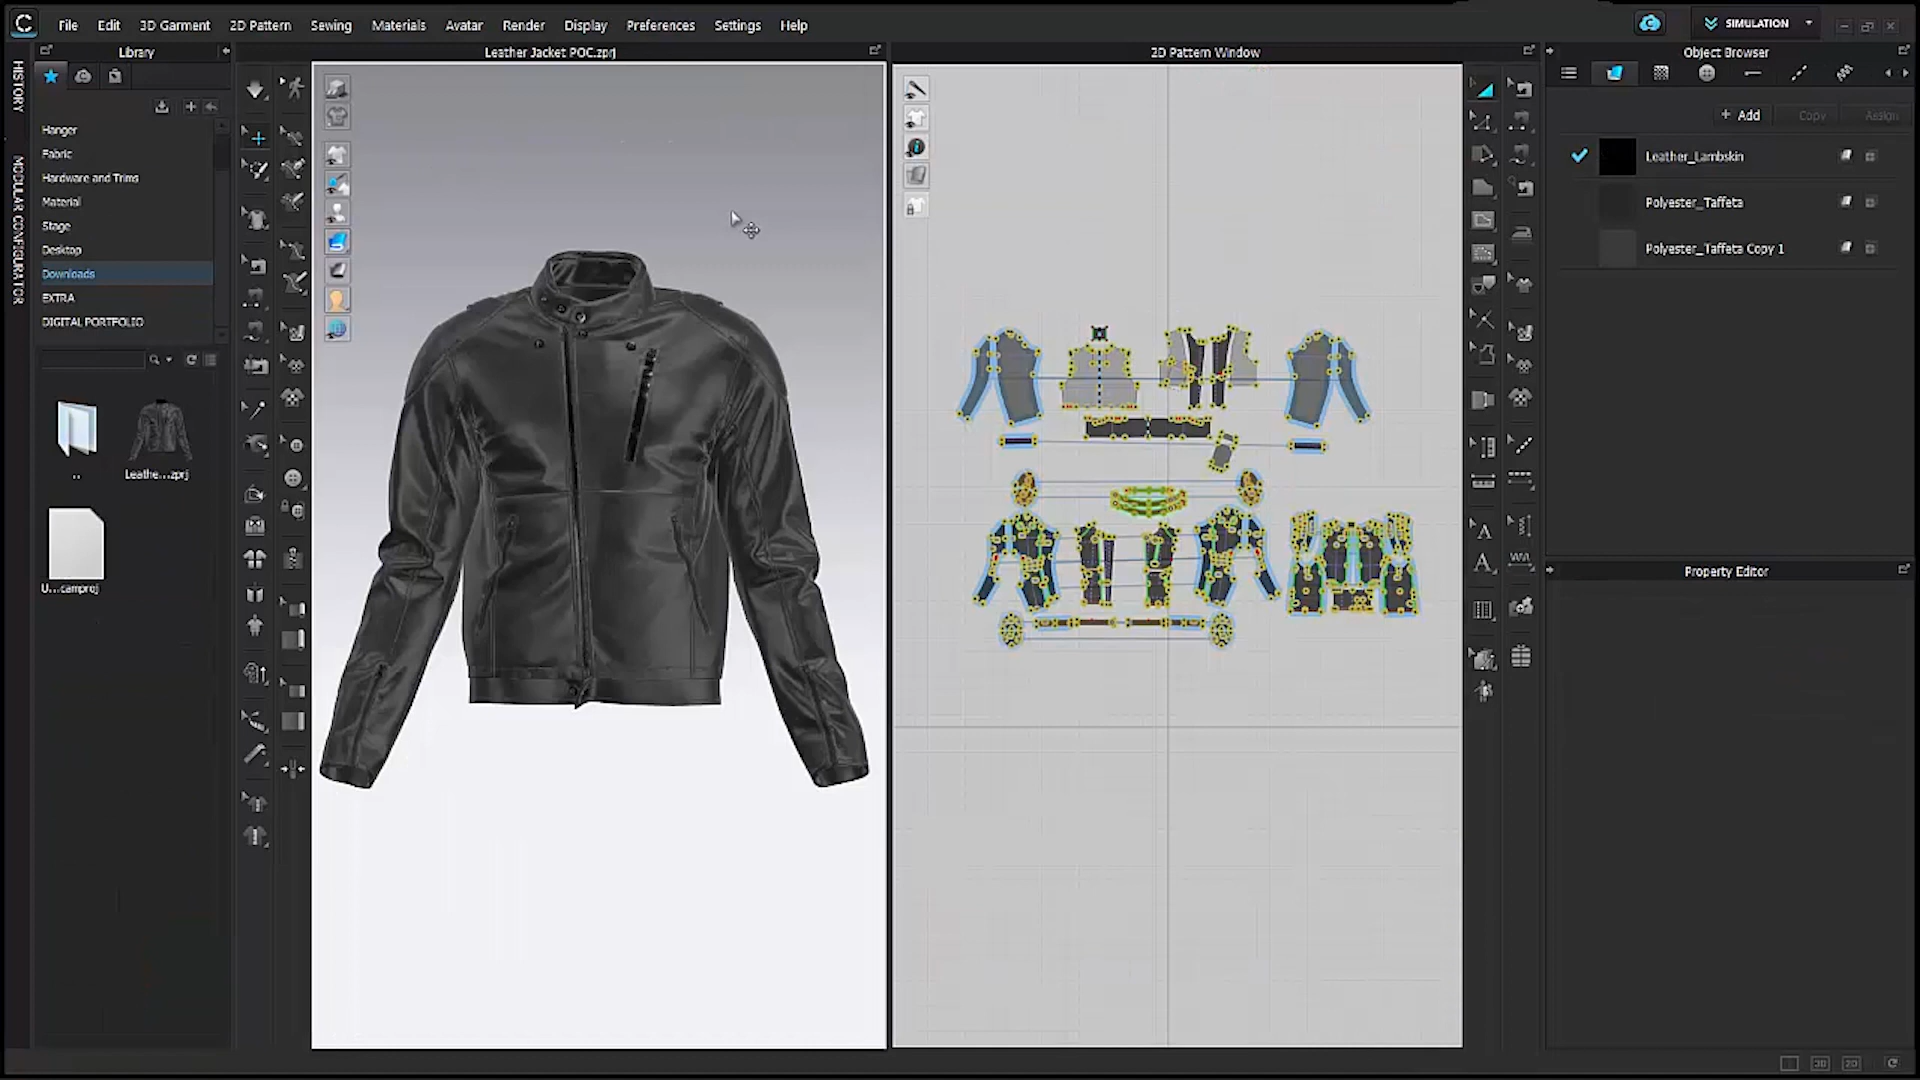 File Edit 3D Garment 2D Pattern Sewing Materials Avatar Render Display Preferences Settings Help
SIMULATION
Library
Leather Jacket POC.zprj
2D Pattern Window
Object Browser
HISTORY
MODULAR CONFIGURATOR
Hanger
Fabric
Hardware and Trims
Material
Stage
Desktop
Downloads
EXTRA
DIGITAL PORTFOLIO
..
Leathe...zprj
U...camproj
+ Add Copy Assign
Leather_Lambskin
Polyester_Taffeta
Polyester_Taffeta Copy 1
Property Editor
3D
2D